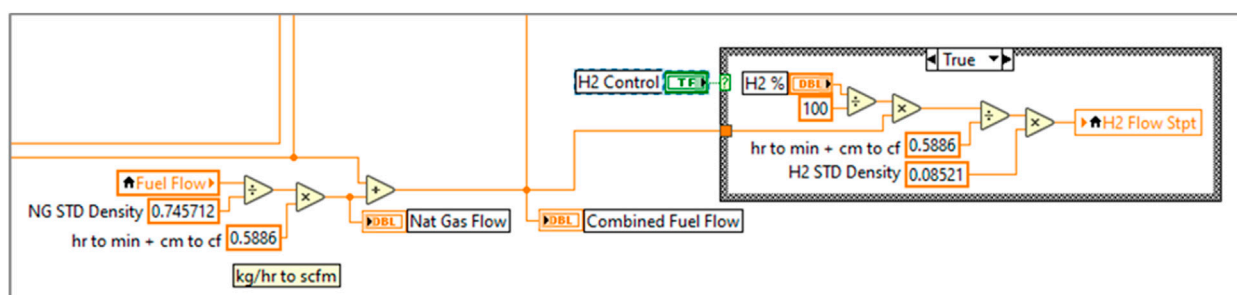 True
H2 Control
TF
?
H2 %
DBL
100
÷
×
÷
×
H2 Flow Stpt
hr to min + cm to cf
0.5886
H2 STD Density
0.08521
Fuel Flow
÷
×
+
NG STD Density
0.745712
DBL
Nat Gas Flow
DBL
Combined Fuel Flow
hr to min + cm to cf
0.5886
kg/hr to scfm